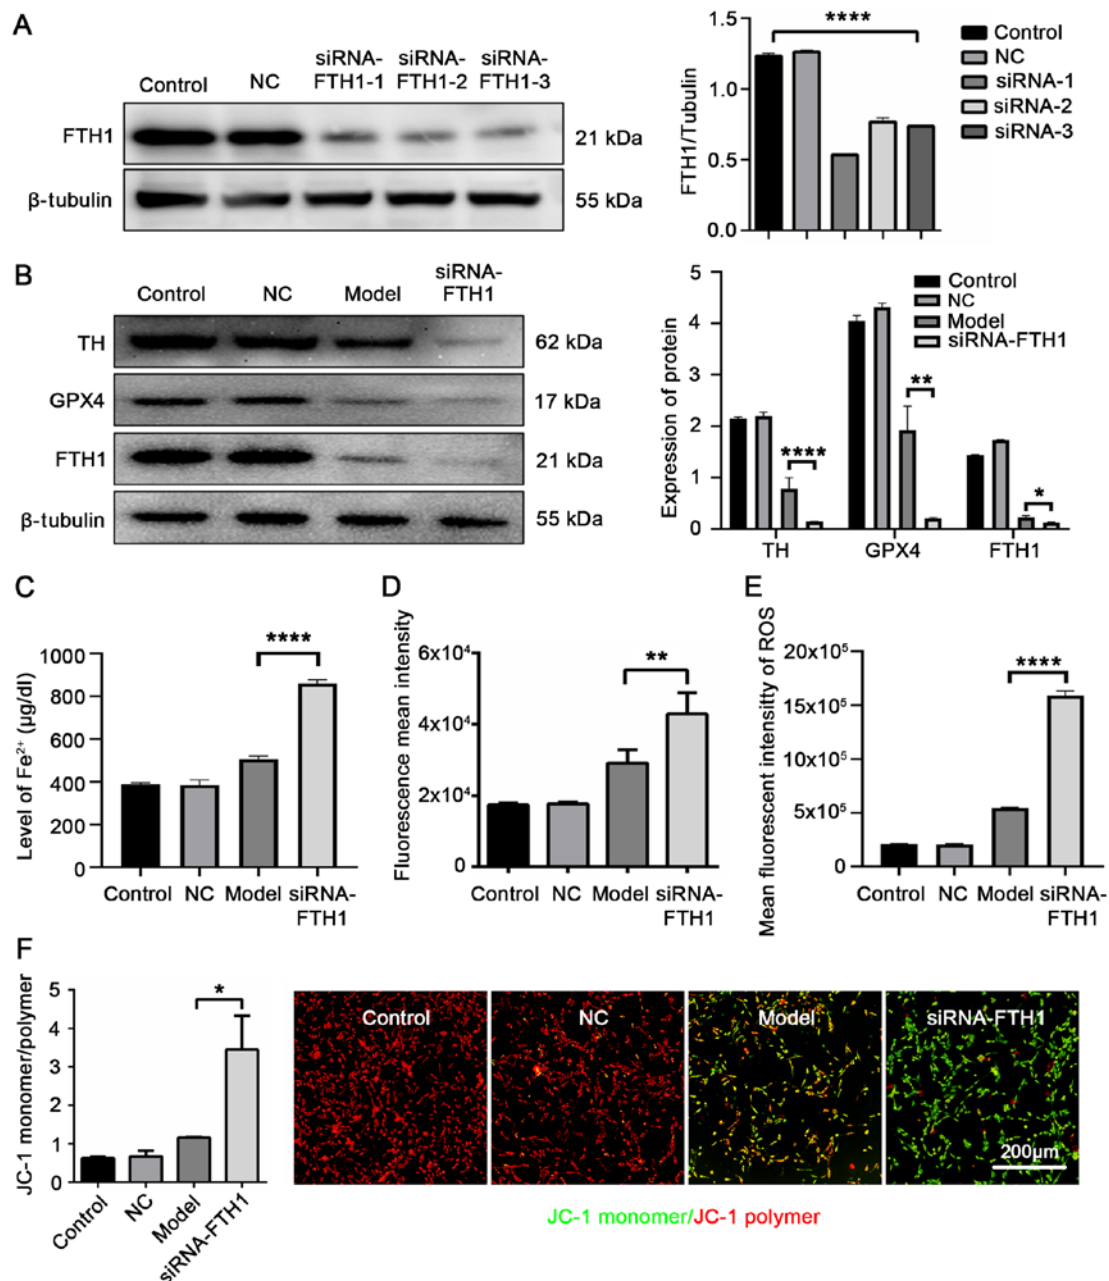 A
Control NC siRNA-FTH1-1 siRNA-FTH1-2 siRNA-FTH1-3
FTH1 21 kDa
β-tubulin 55 kDa
FTH1/Tubulin
1.5
1.0
0.5
0.0
****
Control
NC
siRNA-1
siRNA-2
siRNA-3
B
Control NC Model siRNA-FTH1
TH 62 kDa
GPX4 17 kDa
FTH1 21 kDa
β-tubulin 55 kDa
Expression of protein
5
4
3
2
1
0
Control
NC
Model
siRNA-FTH1
****
**
*
TH GPX4 FTH1
C
Level of Fe²⁺ (μg/dl)
1000
800
600
400
200
0
****
Control NC Model siRNA-FTH1
D
Fluorescence mean intensity
6x10⁴
4x10⁴
2x10⁴
0
**
Control NC Model siRNA-FTH1
E
Mean fluorescent intensity of ROS
20x10⁵
15x10⁵
10x10⁵
5x10⁵
0
****
Control NC Model siRNA-FTH1
F
JC-1 monomer/polymer
5
4
3
2
1
0
*
Control NC Model siRNA-FTH1
Control NC Model siRNA-FTH1
200μm
JC-1 monomer/JC-1 polymer